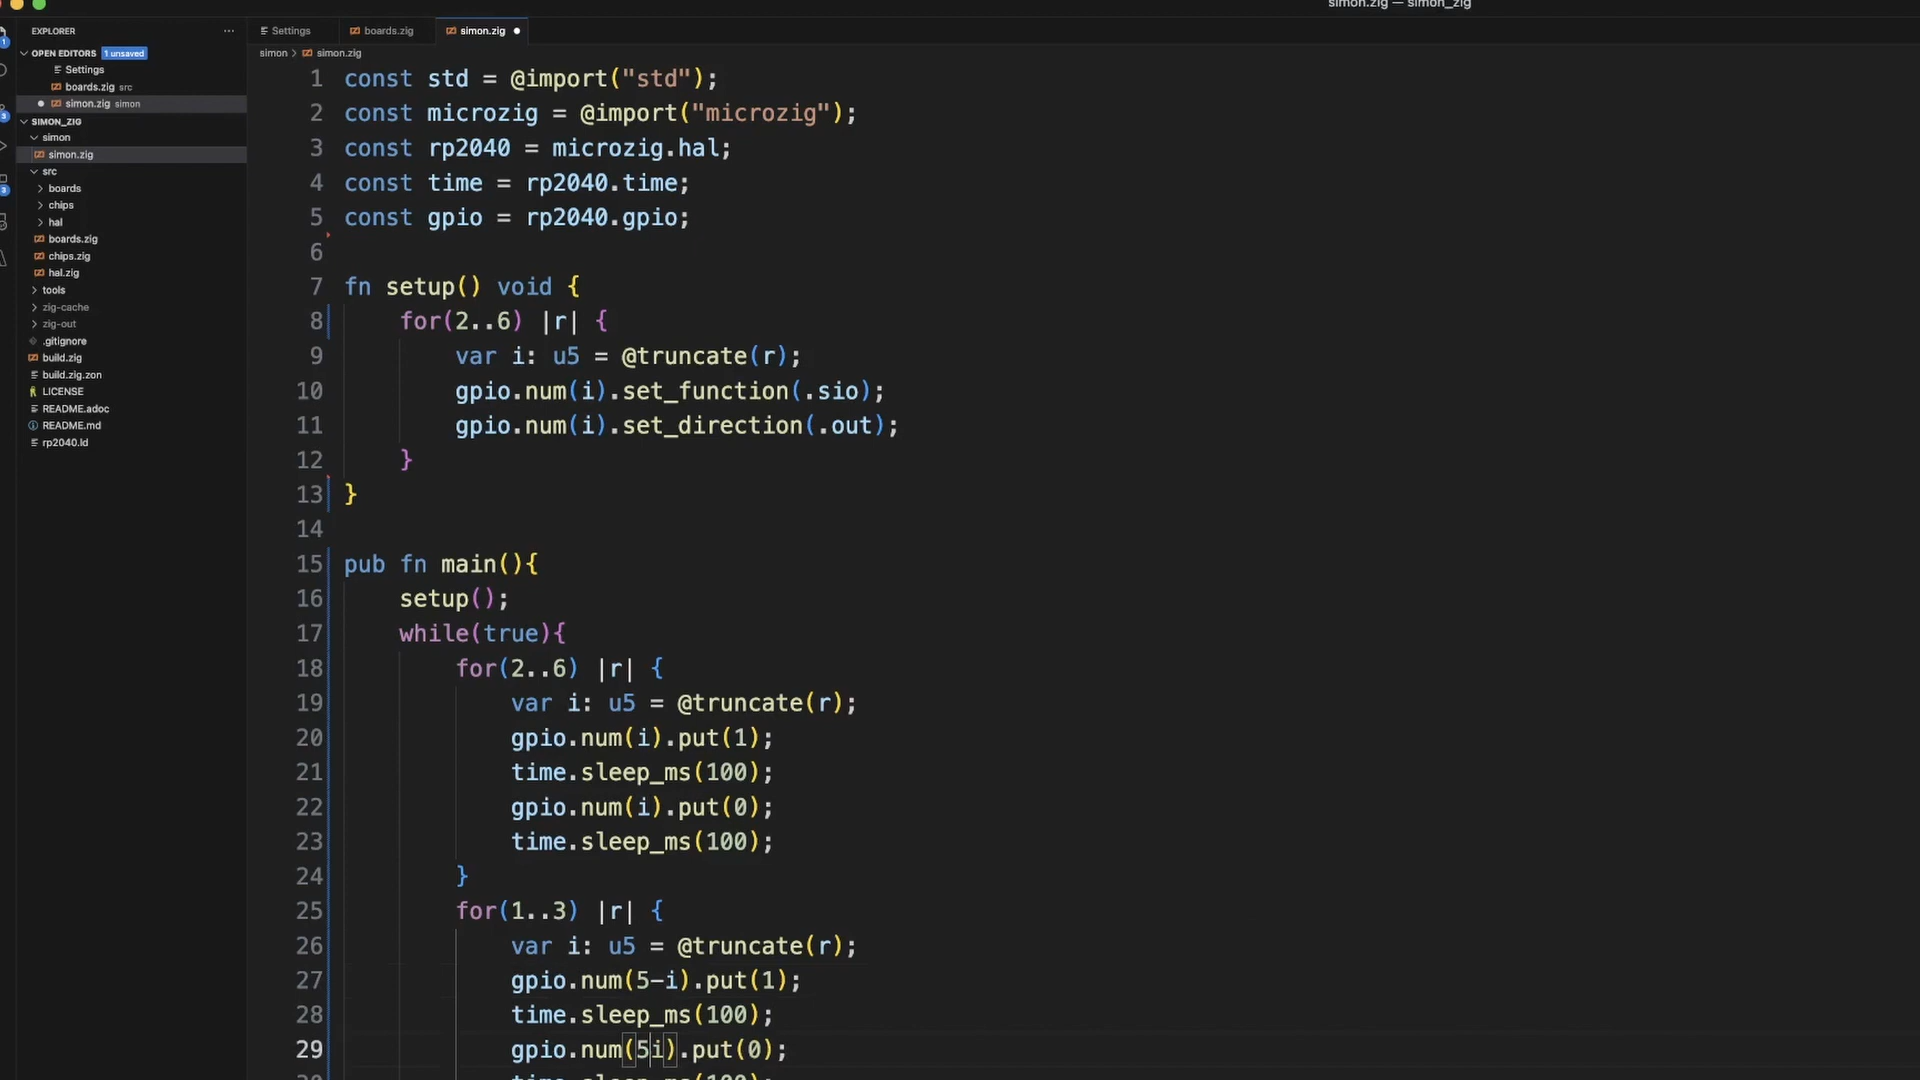 simon.zig — simon_zig
EXPLORER
Settings
boards.zig
simon.zig
OPEN EDITORS 1 unsaved
simon > simon.zig
Settings
boards.zig src
simon.zig simon
SIMON_ZIG
simon
simon.zig
src
boards
chips
hal
boards.zig
chips.zig
hal.zig
tools
zig-cache
zig-out
.gitignore
build.zig
build.zig.zon
LICENSE
README.adoc
README.md
rp2040.ld
1 const std = @import("std");
2 const microzig = @import("microzig");
3 const rp2040 = microzig.hal;
4 const time = rp2040.time;
5 const gpio = rp2040.gpio;
6
7 fn setup() void {
8 for(2..6) |r| {
9 var i: u5 = @truncate(r);
10 gpio.num(i).set_function(.sio);
11 gpio.num(i).set_direction(.out);
12 }
13 }
14
15 pub fn main(){
16 setup();
17 while(true){
18 for(2..6) |r| {
19 var i: u5 = @truncate(r);
20 gpio.num(i).put(1);
21 time.sleep_ms(100);
22 gpio.num(i).put(0);
23 time.sleep_ms(100);
24 }
25 for(1..3) |r| {
26 var i: u5 = @truncate(r);
27 gpio.num(5-i).put(1);
28 time.sleep_ms(100);
29 gpio.num(5i).put(0);
30 time.sleep_ms(100);